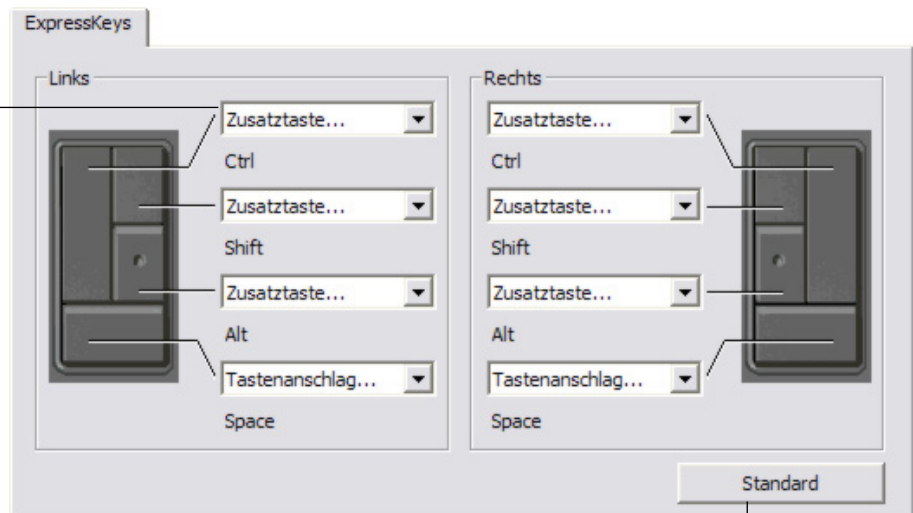 ExpressKeys
Links
Zusatztaste...
Ctrl
Zusatztaste...
Shift
Zusatztaste...
Alt
Tastenanschlag...
Space
Rechts
Zusatztaste...
Ctrl
Zusatztaste...
Shift
Zusatztaste...
Alt
Tastenanschlag...
Space
Standard